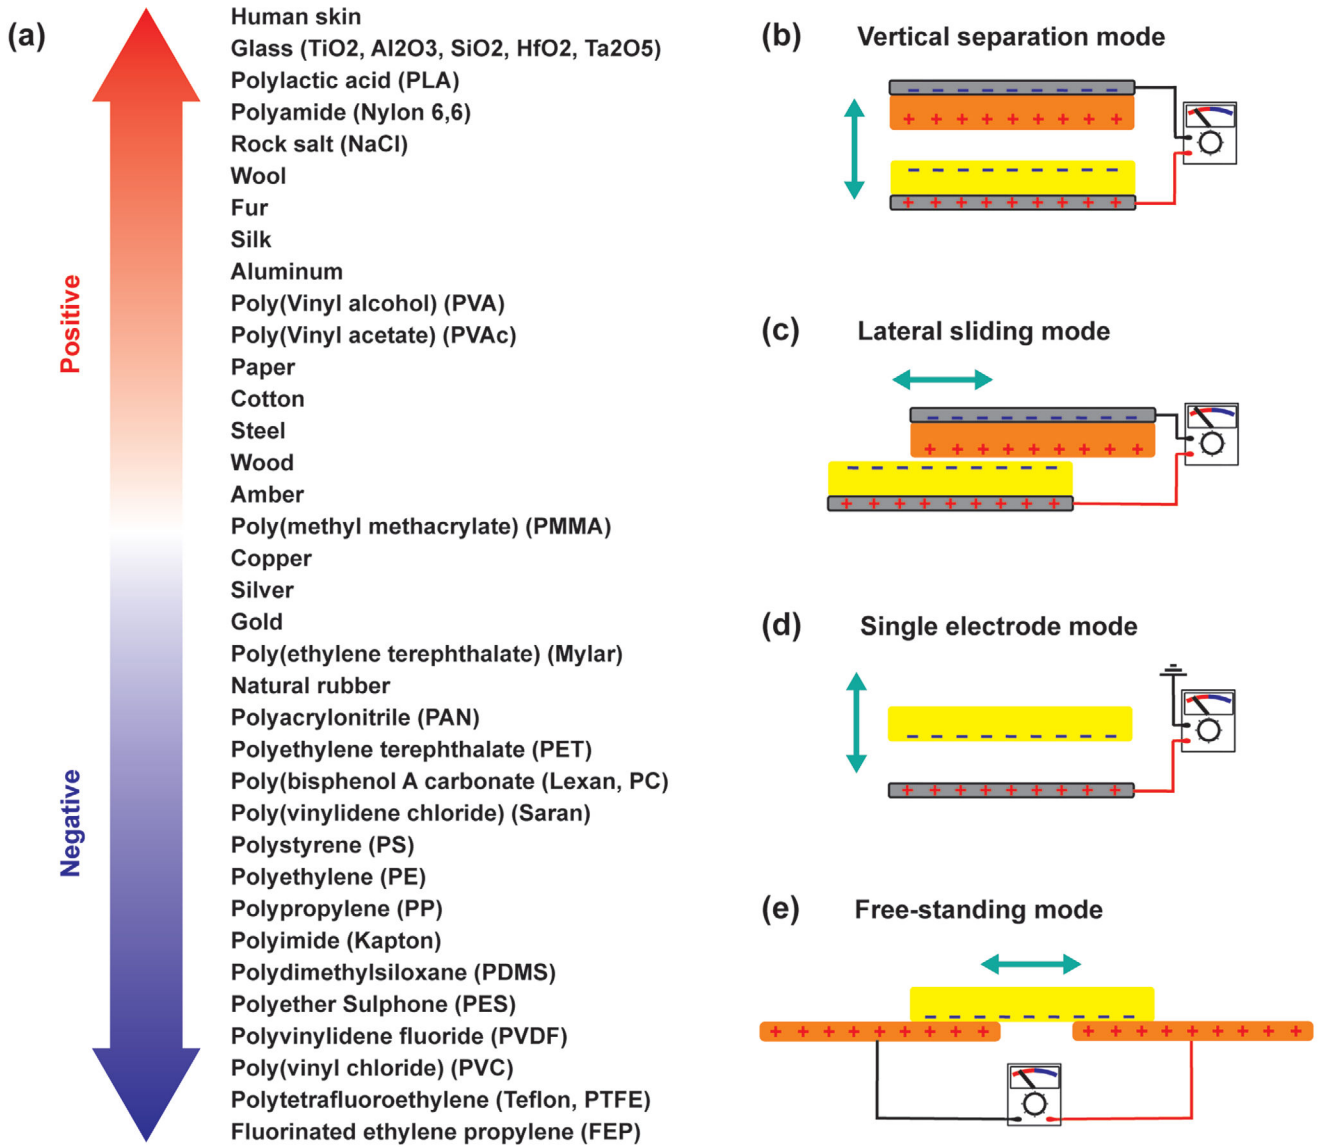 (a)
Positive
Negative
Human skin
Glass (TiO2, Al2O3, SiO2, HfO2, Ta2O5)
Polylactic acid (PLA)
Polyamide (Nylon 6,6)
Rock salt (NaCl)
Wool
Fur
Silk
Aluminum
Poly(Vinyl alcohol) (PVA)
Poly(Vinyl acetate) (PVAc)
Paper
Cotton
Steel
Wood
Amber
Poly(methyl methacrylate) (PMMA)
Copper
Silver
Gold
Poly(ethylene terephthalate) (Mylar)
Natural rubber
Polyacrylonitrile (PAN)
Polyethylene terephthalate (PET)
Poly(bisphenol A carbonate (Lexan, PC)
Poly(vinylidene chloride) (Saran)
Polystyrene (PS)
Polyethylene (PE)
Polypropylene (PP)
Polyimide (Kapton)
Polydimethylsiloxane (PDMS)
Polyether Sulphone (PES)
Polyvinylidene fluoride (PVDF)
Poly(vinyl chloride) (PVC)
Polytetrafluoroethylene (Teflon, PTFE)
Fluorinated ethylene propylene (FEP)
(b) Vertical separation mode
− − − − − − − − −
+ + + + + + + + +
− − − − − − − − −
+ + + + + + + + +
(c) Lateral sliding mode
− − − − − − − − −
+ + + + + + + + +
− − − − − − − − −
+ + + + + + + + +
(d) Single electrode mode
− − − − − − − − −
+ + + + + + + + +
(e) Free-standing mode
− − − − − − − − −
+ + + + + + + + + + + + + + + + + +